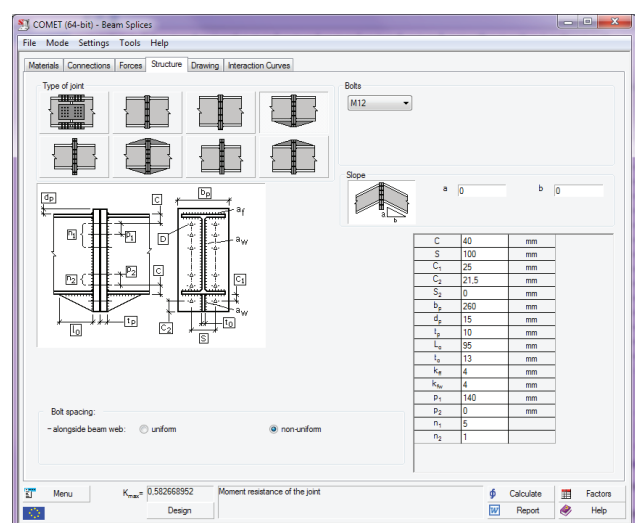 COMET (64-bit) - Beam Splices
File Mode Settings Tools Help
Materials Connections Forces Structure Drawing Interaction Curves
Type of joint
Bolts
M12
Slope
a
b
a 0 b 0
dp C bp
af
n1 p1 D aw
n2 p2 C C1
aw
lo tp C2 to
S
C 40 mm
S 100 mm
C1 25 mm
C2 21,5 mm
S2 0 mm
bp 260 mm
dp 15 mm
tp 10 mm
Lo 95 mm
to 13 mm
kf 4 mm
kfw 4 mm
P1 140 mm
P2 0 mm
n1 5
n2 1
Bolt spacing:
- alongside beam web: uniform non-uniform
Menu Kmax= 0,582668952 Moment resistance of the joint Calculate Factors
Design W Report Help